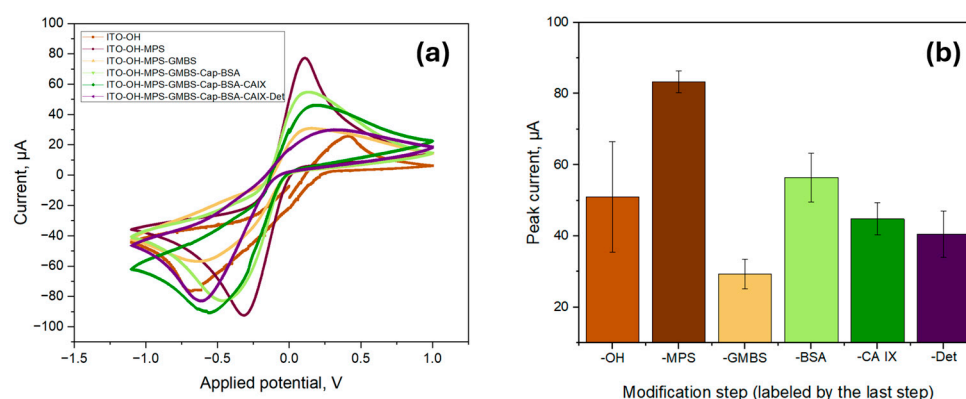 (a)
ITO-OH
ITO-OH-MPS
ITO-OH-MPS-GMBS
ITO-OH-MPS-GMBS-Cap-BSA
ITO-OH-MPS-GMBS-Cap-BSA-CAIX
ITO-OH-MPS-GMBS-Cap-BSA-CAIX-Det
Current, µA
100
80
60
40
20
0
−20
−40
−60
−80
−100
−1.5
−1.0
−0.5
0.0
0.5
1.0
Applied potential, V
(b)
Peak current, µA
100
80
60
40
20
-OH
-MPS
-GMBS
-BSA
-CA IX
-Det
Modification step (labeled by the last step)